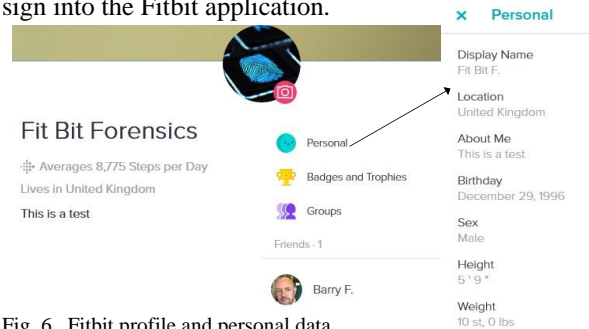 sign into the Fitbit application.
Fit Bit Forensics
Averages 8,775 Steps per Day
Lives in United Kingdom
This is a test
Personal
Badges and Trophies
Groups
Friends - 1
Barry F.
× Personal
Display Name
Fit Bit F.
Location
United Kingdom
About Me
This is a test
Birthday
December 29, 1996
Sex
Male
Height
5 ' 9 "
Weight
10 st, 0 lbs
Fig. 6. Fitbit profile and personal data